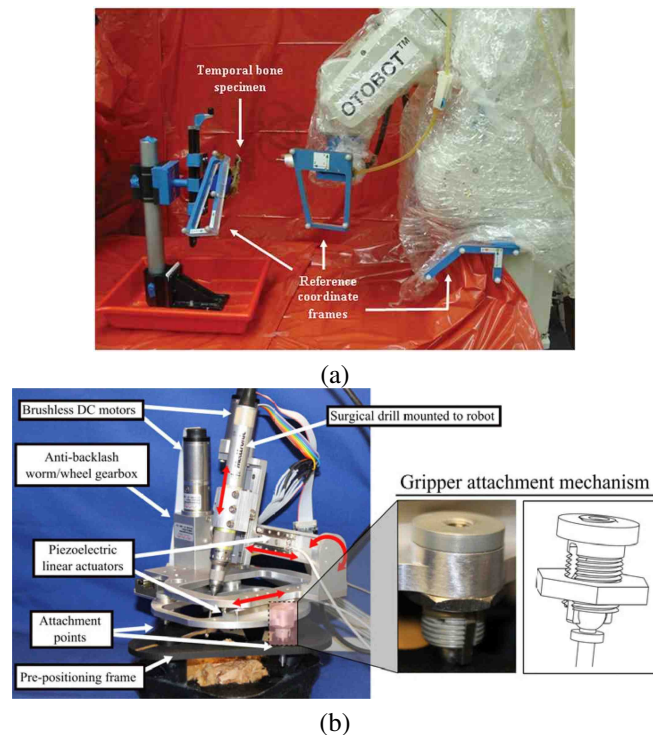 Temporal bone
specimen
OTOBOT™
Reference
coordinate
frames
(a)
Brushless DC motors
Surgical drill mounted to robot
Anti-backlash
worm/wheel gearbox
Gripper attachment mechanism
Piezoelectric
linear actuators
Attachment
points
Pre-positioning frame
(b)